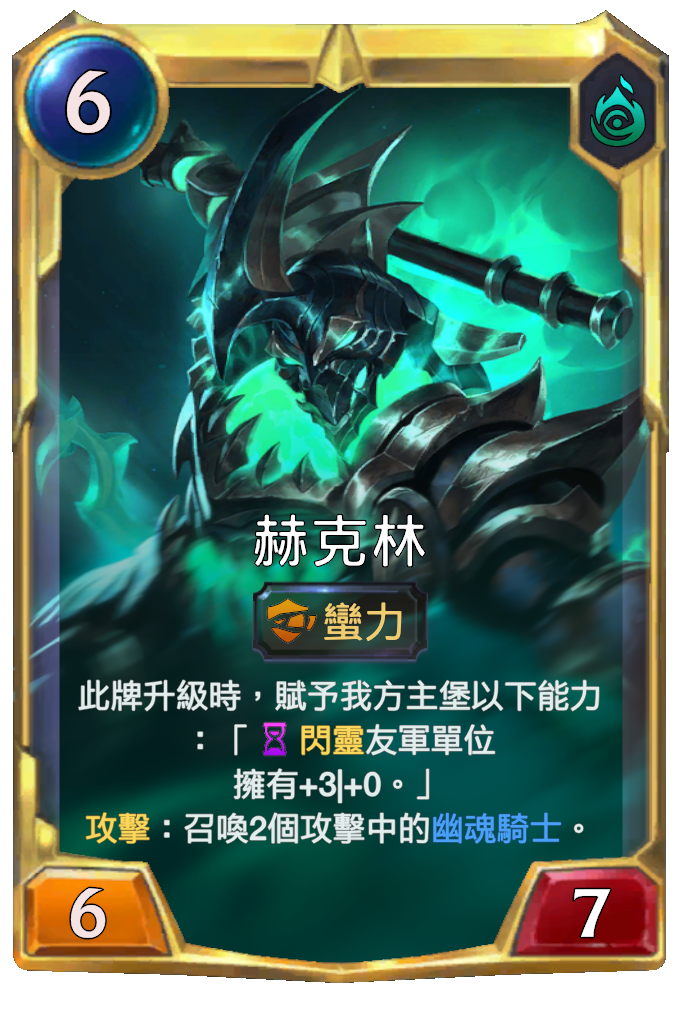 6
赫克林
蠻力
此牌升級時，賦予我方主堡以下能力
：「閃靈友軍單位
擁有+3|+0。」
攻擊：召喚2個攻擊中的幽魂騎士。
6
7